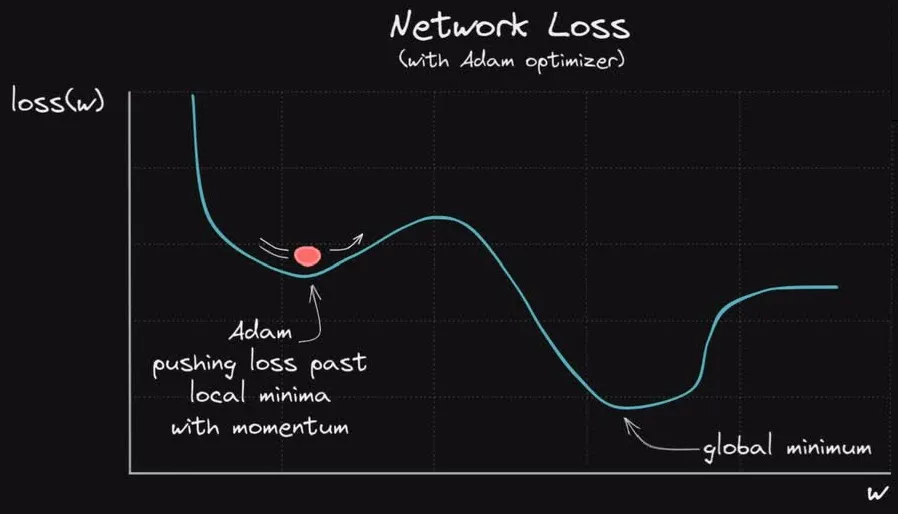 Network Loss
(with Adam optimizer)
loss(w)
Adam
pushing loss past
local minima
with momentum
global minimum
w